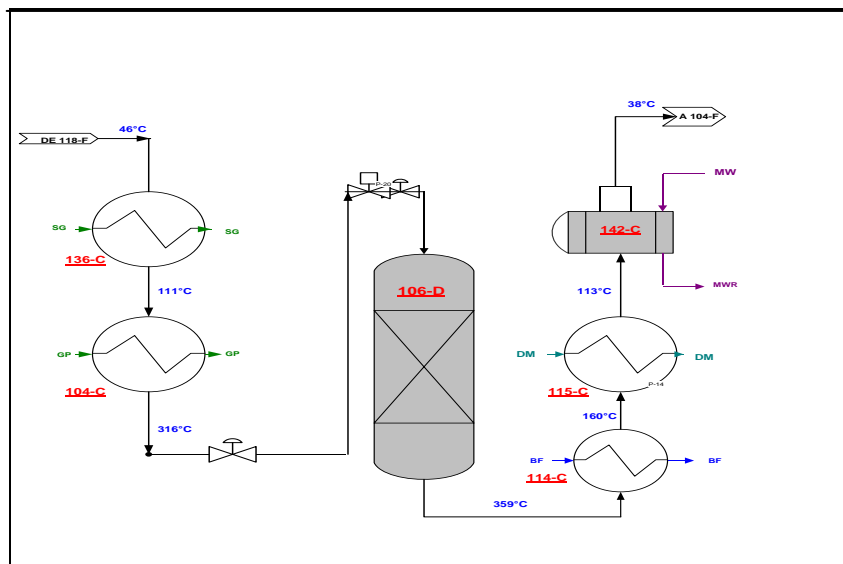 46°C
DE 118-F
SG
SG
136-C
111°C
GP
GP
104-C
316°C
P-20
106-D
359°C
38°C
A 104-F
MW
142-C
MWR
113°C
DM
DM
P-14
115-C
160°C
BF
BF
114-C